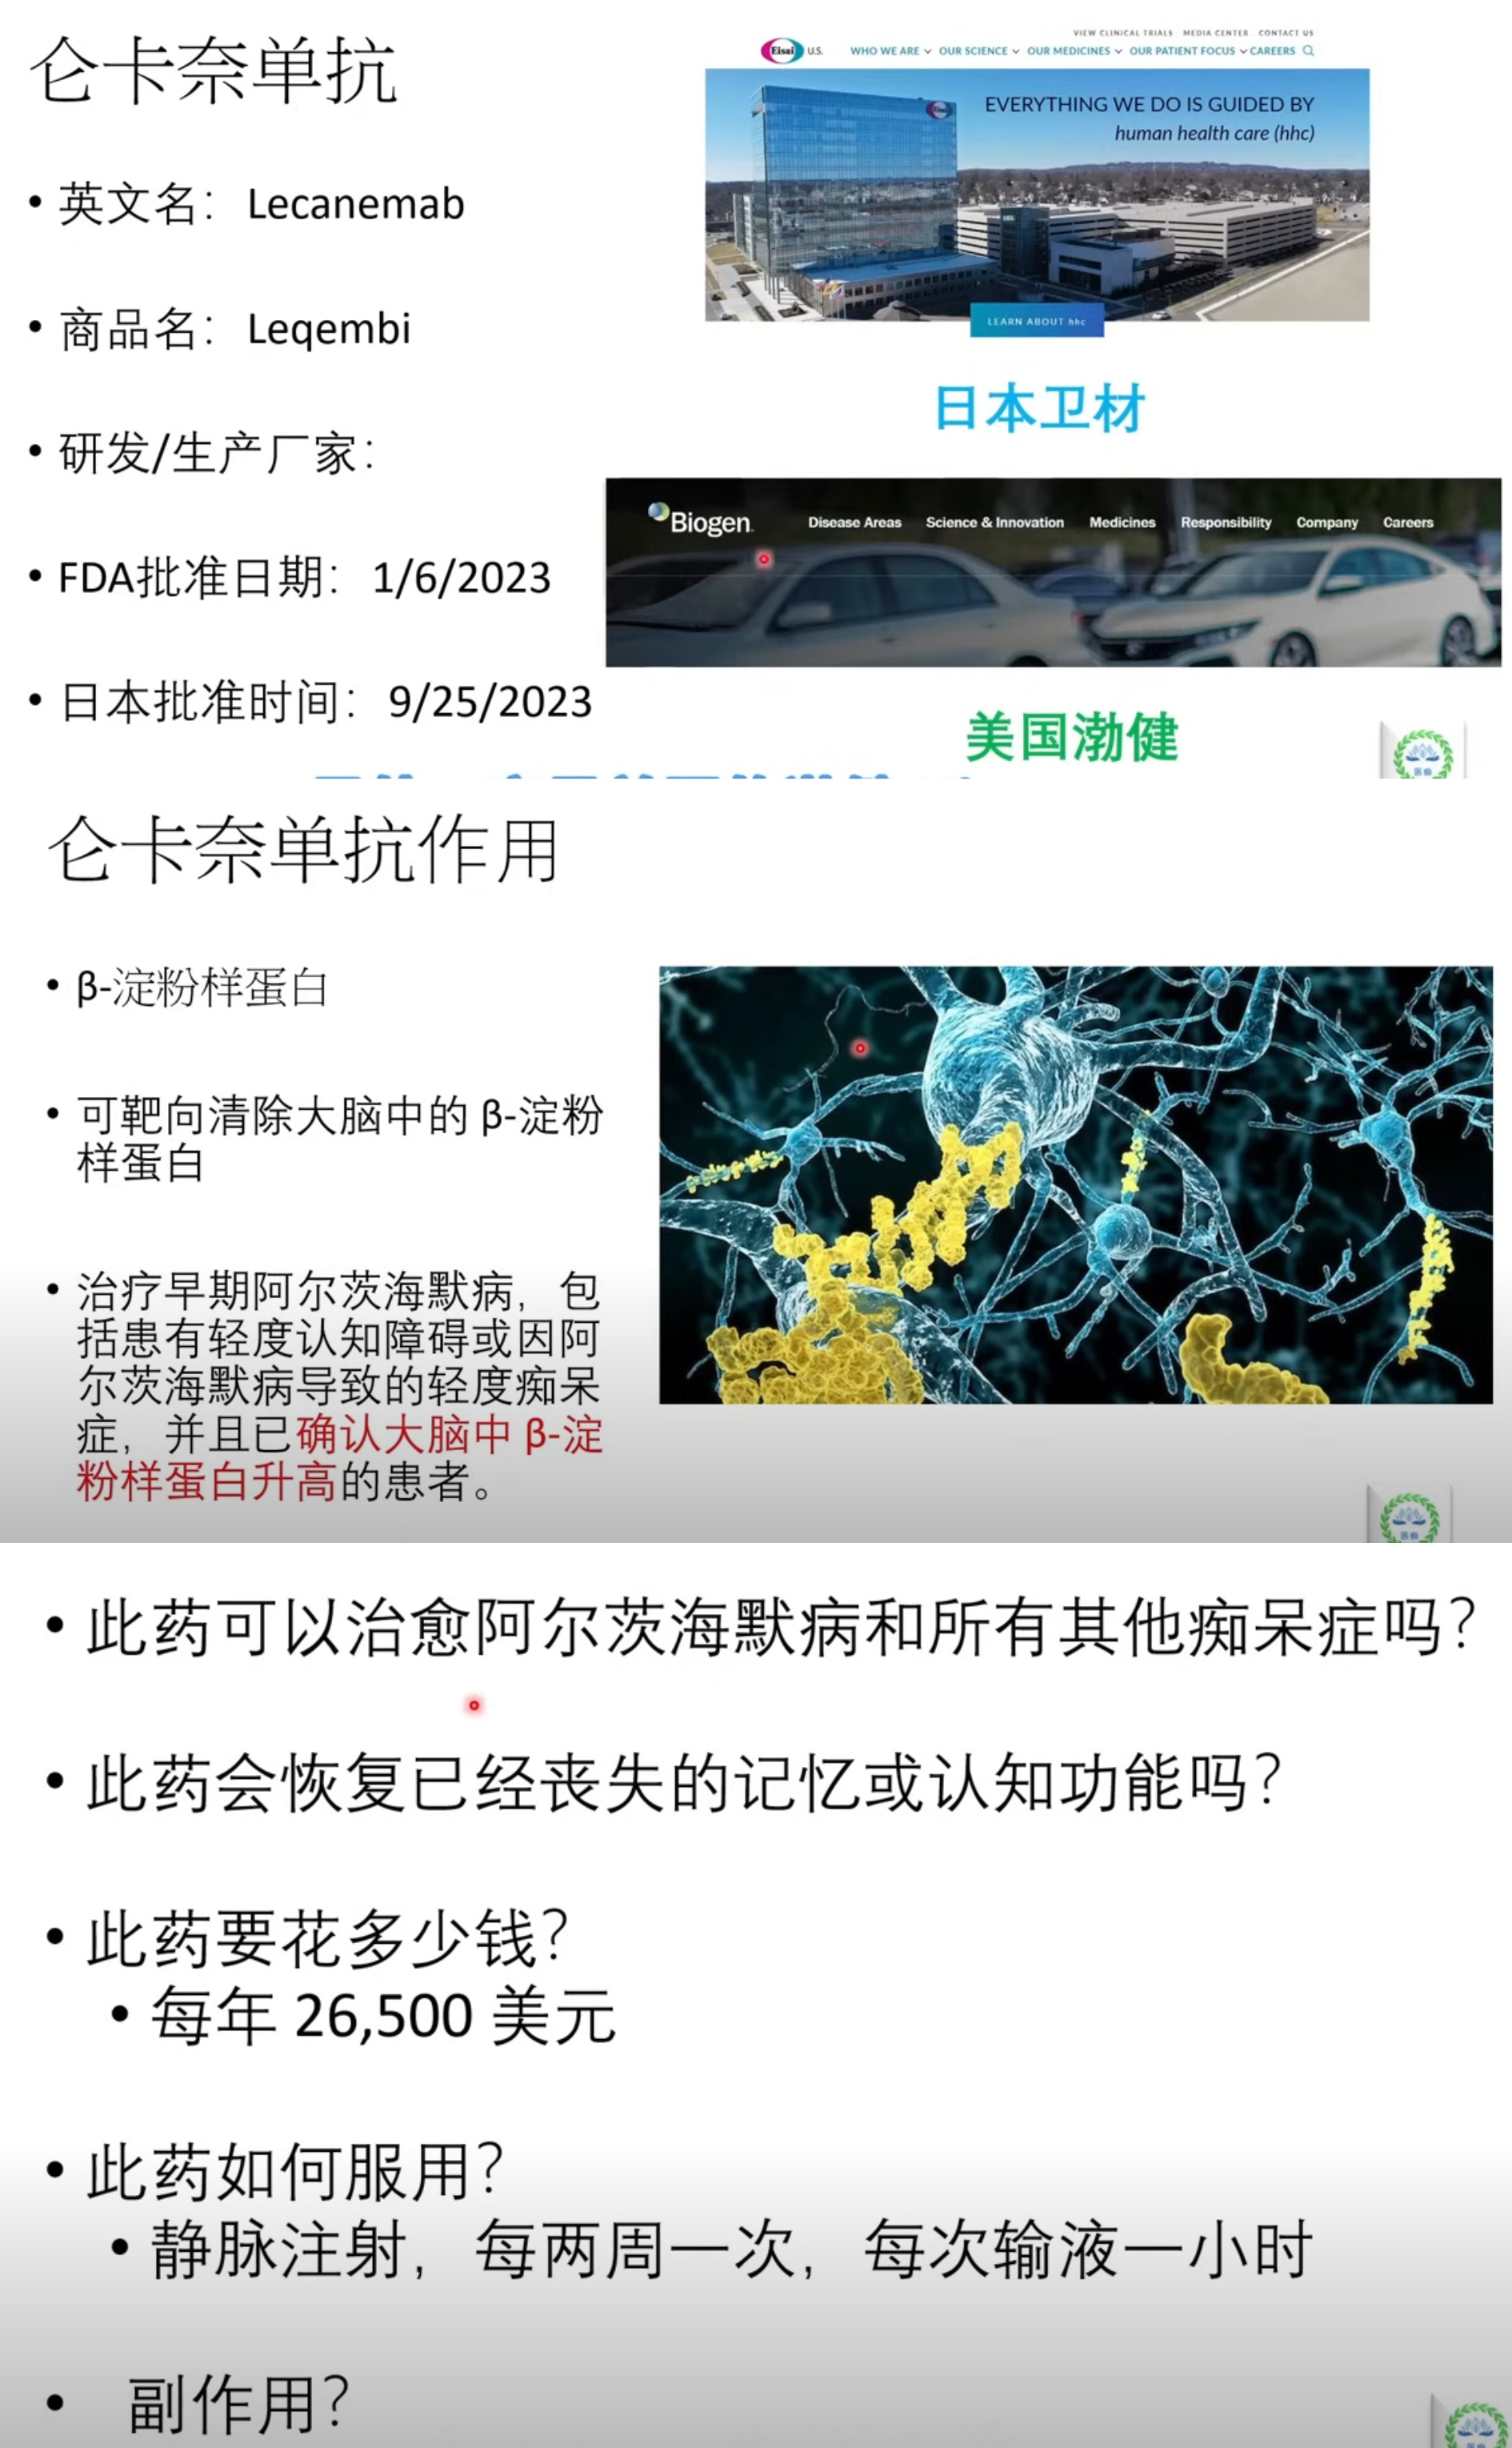 仑卡奈单抗
• 英文名： Lecanemab
• 商品名： Leqembi
• 研发/生产厂家：
• FDA批准日期： 1/6/2023
• 日本批准时间： 9/25/2023
VIEW CLINICAL TRIALS MEDIA CENTER CONTACT US
Eisai U.S. WHO WE ARE OUR SCIENCE OUR MEDICINES OUR PATIENT FOCUS CAREERS
EVERYTHING WE DO IS GUIDED BY
human health care (hhc)
LEARN ABOUT hhc
日本卫材
Biogen. Disease Areas Science & Innovation Medicines Responsibility Company Careers
美国渤健
仑卡奈单抗作用
• β-淀粉样蛋白
• 可靶向清除大脑中的 β-淀粉
样蛋白
• 治疗早期阿尔茨海默病，包
括患有轻度认知障碍或因阿
尔茨海默病导致的轻度痴呆
症，并且已确认大脑中 β-淀
粉样蛋白升高的患者。
• 此药可以治愈阿尔茨海默病和所有其他痴呆症吗？
• 此药会恢复已经丧失的记忆或认知功能吗？
• 此药要花多少钱？
• 每年 26,500 美元
• 此药如何服用？
• 静脉注射，每两周一次，每次输液一小时
• 副作用？